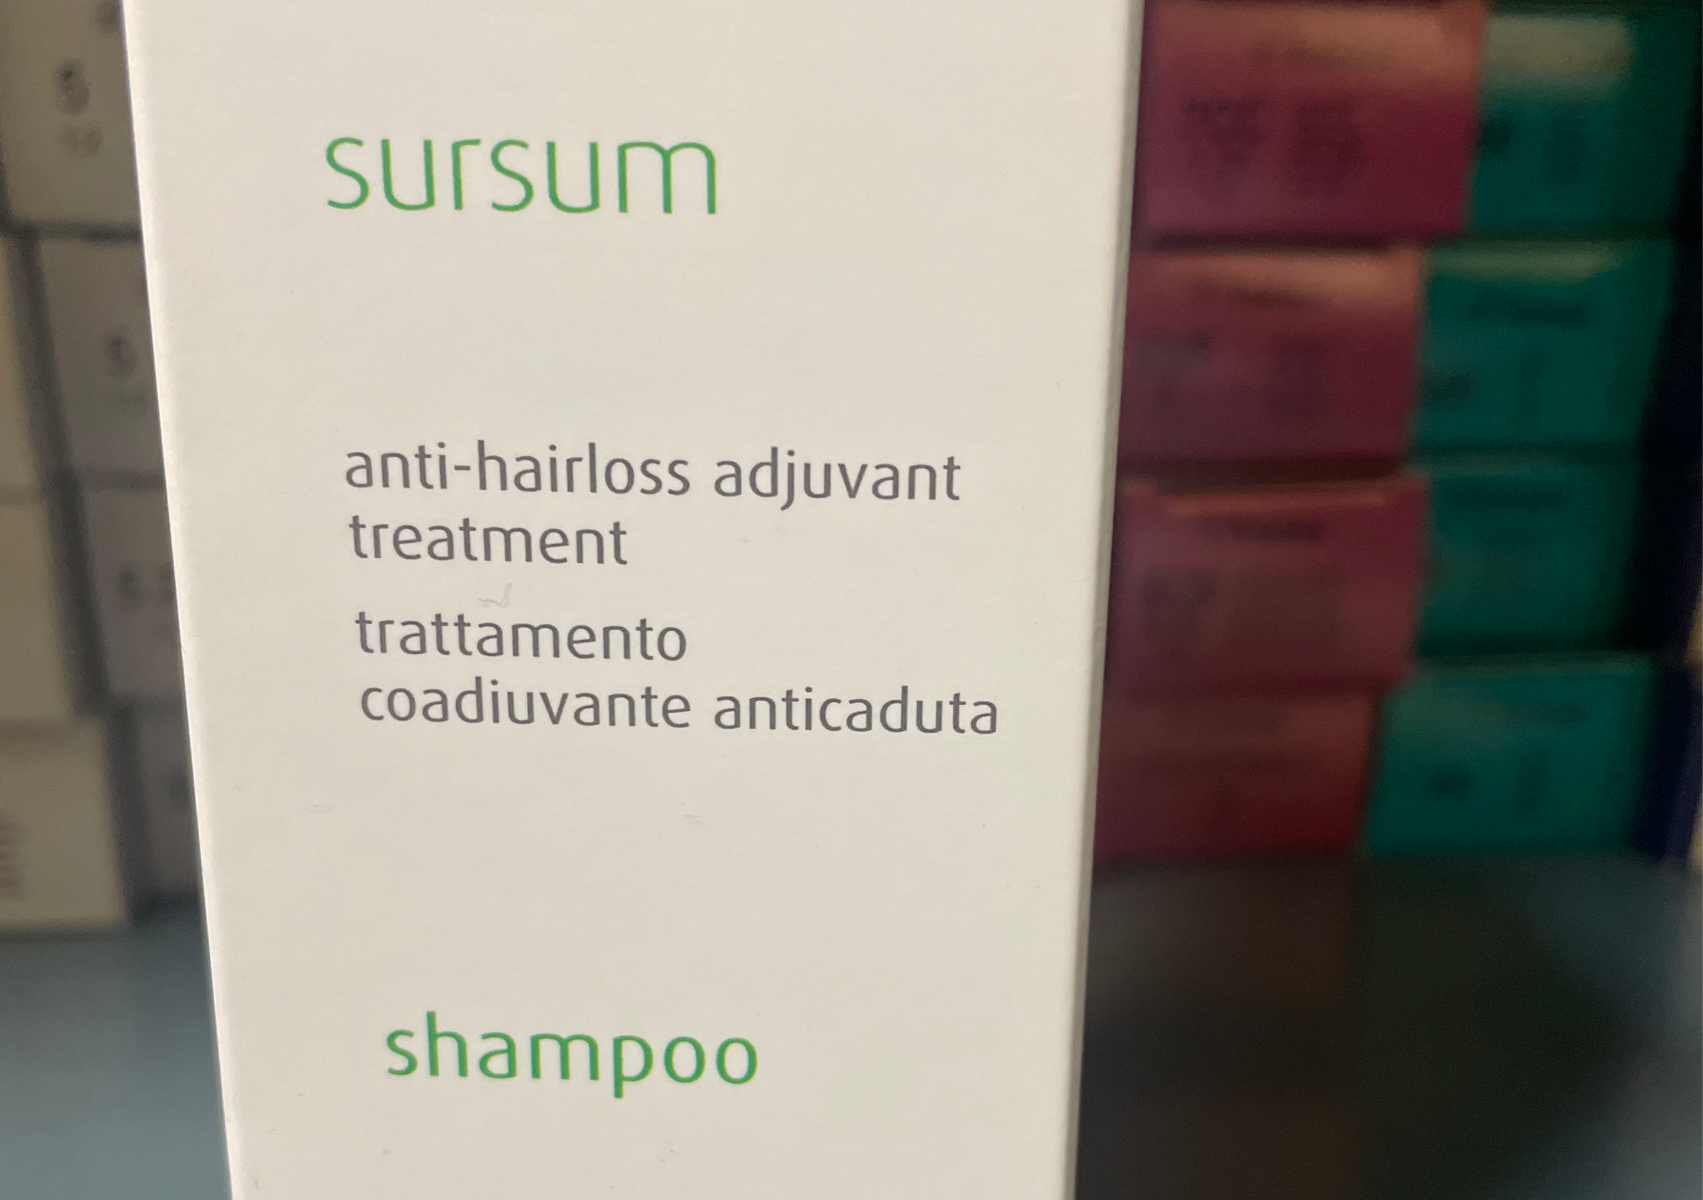 sursum
anti-hairloss adjuvant
treatment
trattamento
coadiuvante anticaduta
shampoo